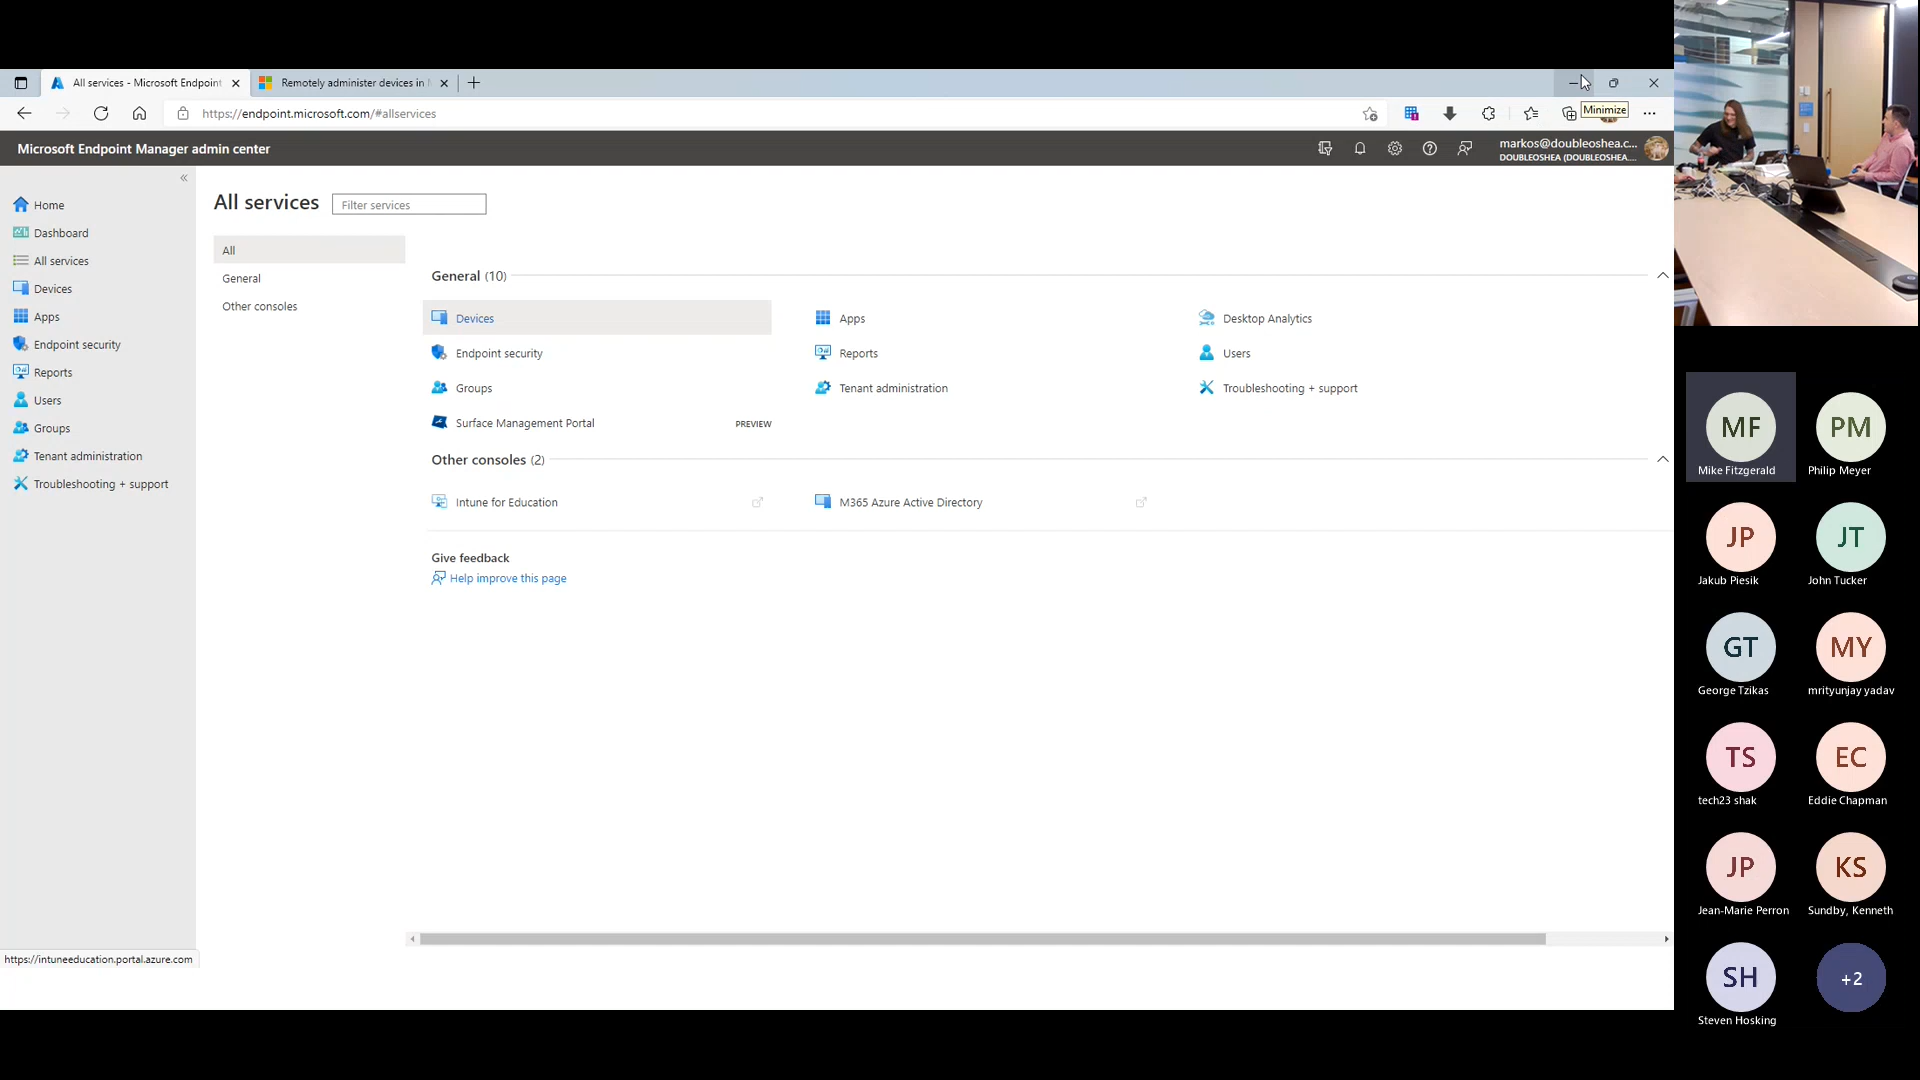 All services - Microsoft Endpoint
Remotely administer devices in
https://endpoint.microsoft.com/#allservices
Minimize
Microsoft Endpoint Manager admin center
markos@doubleoshea.c...
DOUBLEOSHEA (DOUBLEOSHEA....
Home
Dashboard
All services
Devices
Apps
Endpoint security
Reports
Users
Groups
Tenant administration
Troubleshooting + support
All services
Filter services
All
General
Other consoles
General (10)
Devices
Apps
Desktop Analytics
Endpoint security
Reports
Users
Groups
Tenant administration
Troubleshooting + support
Surface Management Portal
PREVIEW
Other consoles (2)
Intune for Education
M365 Azure Active Directory
Give feedback
Help improve this page
https://intuneeducation.portal.azure.com
MF
Mike Fitzgerald
PM
Philip Meyer
JP
Jakub Piesik
JT
John Tucker
GT
George Tzikas
MY
mrityunjay yadav
TS
tech23 shak
EC
Eddie Chapman
JP
Jean-Marie Perron
KS
Sundby, Kenneth
SH
Steven Hosking
+2